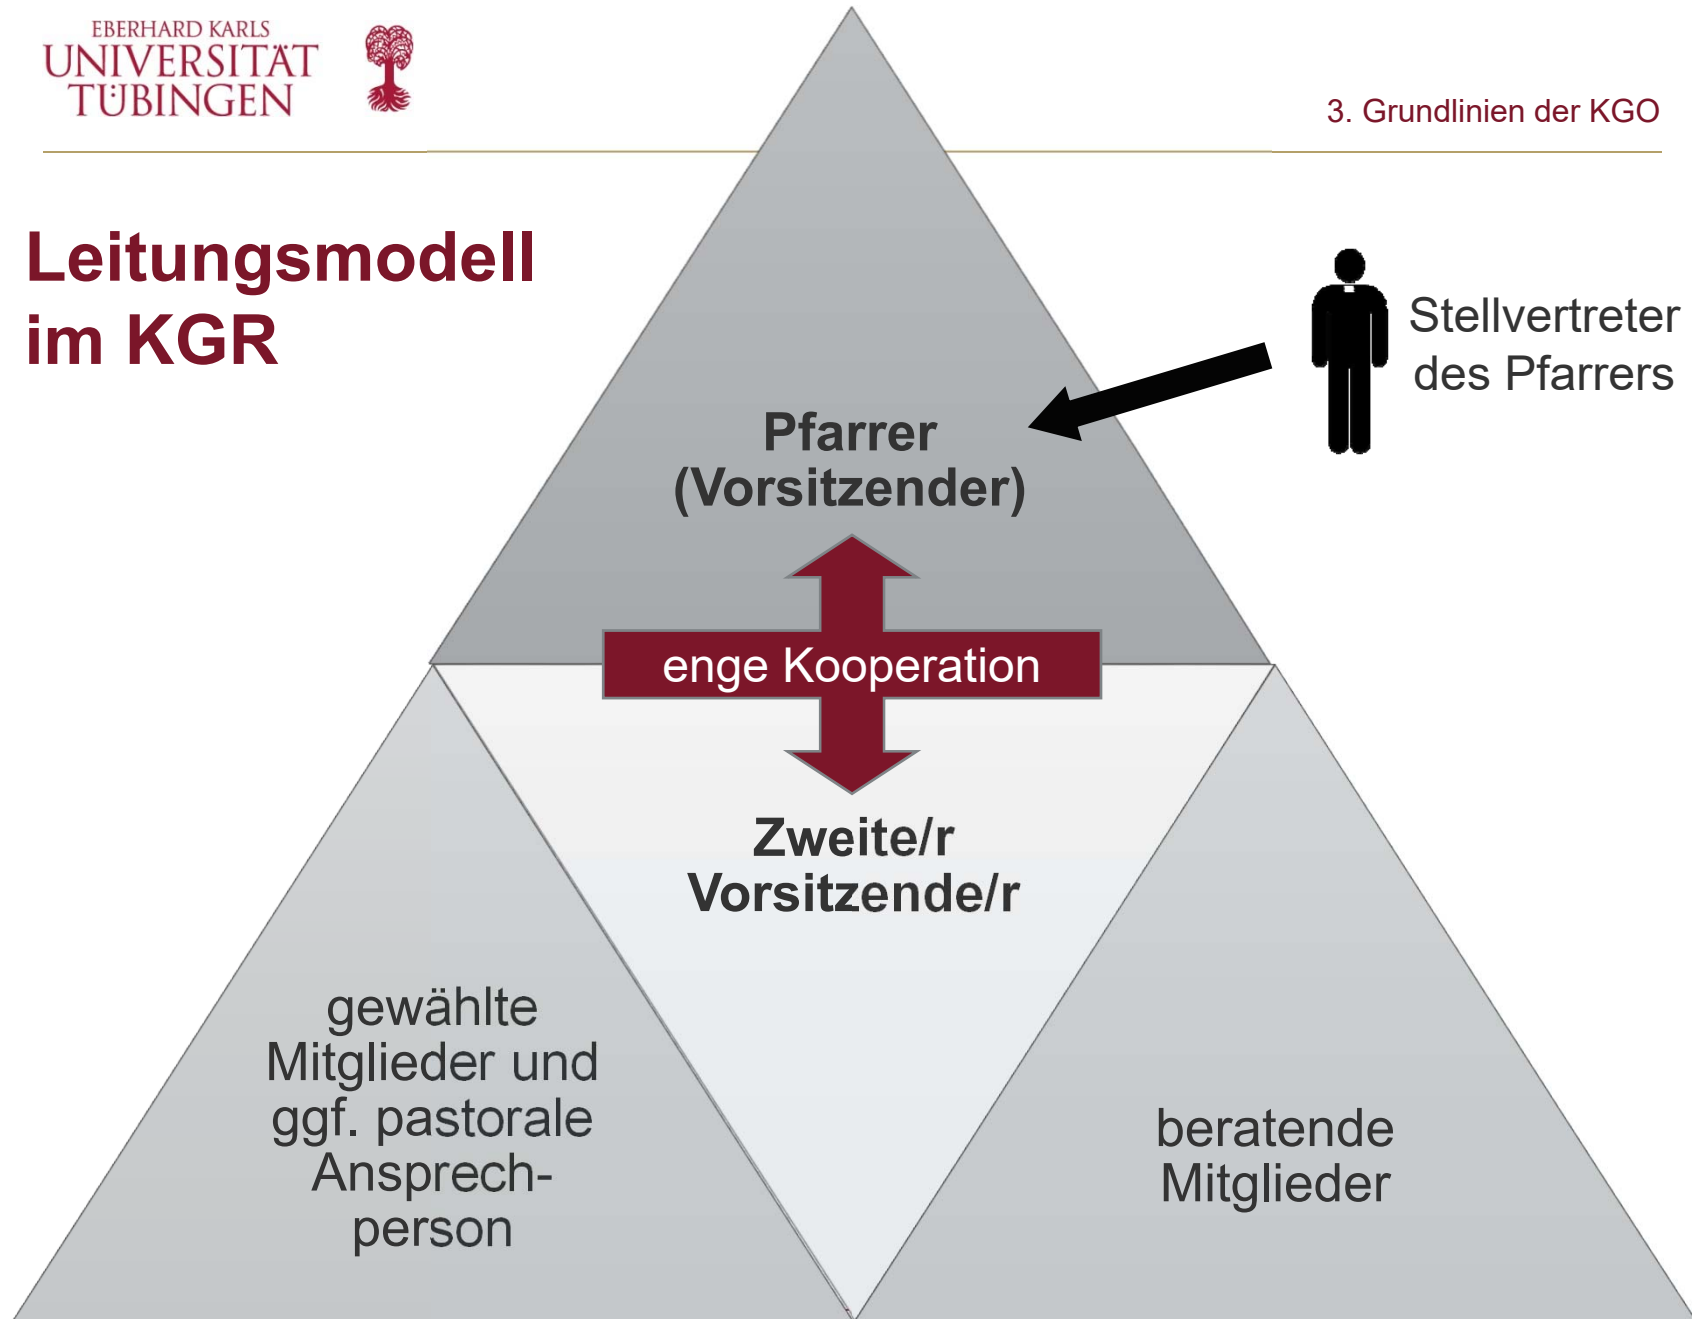 EBERHARD KARLS
UNIVERSITÄT
TÜBINGEN
3. Grundlinien der KGO
Leitungsmodell
im KGR
Stellvertreter
des Pfarrers
Pfarrer
(Vorsitzender)
enge Kooperation
Zweite/r
Vorsitzende/r
gewählte
Mitglieder und
ggf. pastorale
Ansprech-
person
beratende
Mitglieder